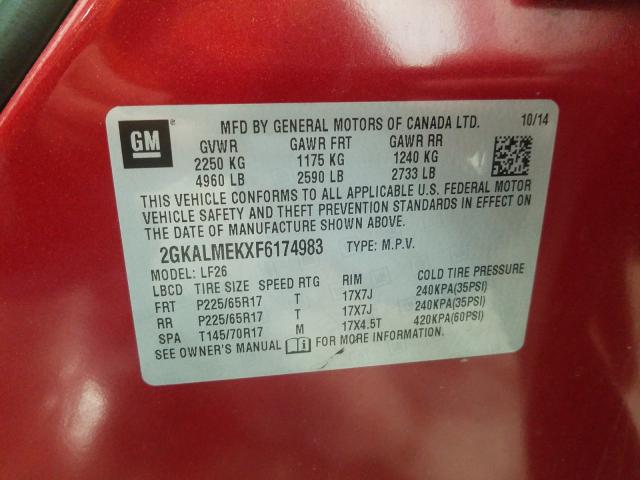 GM
MFD BY GENERAL MOTORS OF CANADA LTD. 10/14
GVWR GAWR FRT GAWR RR
2250 KG 1175 KG 1240 KG
4960 LB 2590 LB 2733 LB
THIS VEHICLE CONFORMS TO ALL APPLICABLE U.S. FEDERAL MOTOR
VEHICLE SAFETY AND THEFT PREVENTION STANDARDS IN EFFECT ON
THE DATE OF MANUFACTURE SHOWN ABOVE.
2GKALMEKXF6174983 TYPE: M.P.V.
MODEL: LF26
LBCD TIRE SIZE SPEED RTG RIM COLD TIRE PRESSURE
FRT P225/65R17 T 17X7J 240KPA(35PSI)
RR P225/65R17 T 17X7J 240KPA(35PSI)
SPA T145/70R17 M 17X4.5T 420KPA(60PSI)
SEE OWNER'S MANUAL i FOR MORE INFORMATION.